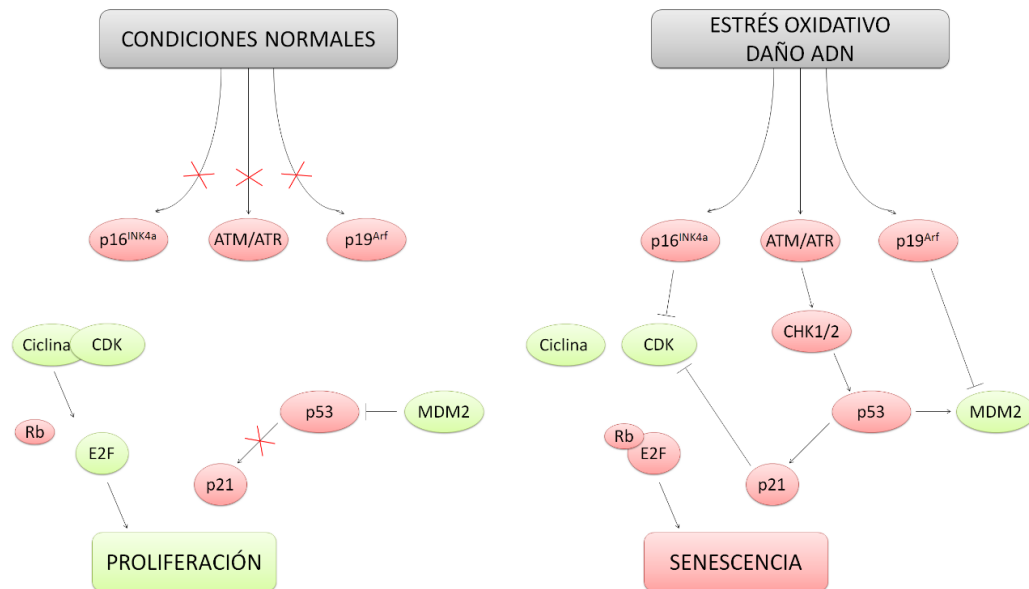 CONDICIONES NORMALES
p16INK4a
ATM/ATR
p19Arf
Ciclina
CDK
Rb
E2F
p53
MDM2
p21
PROLIFERACIÓN
ESTRÉS OXIDATIVO
DAÑO ADN
p16INK4a
ATM/ATR
p19Arf
CHK1/2
Ciclina
CDK
p53
MDM2
Rb
E2F
p21
SENESCENCIA